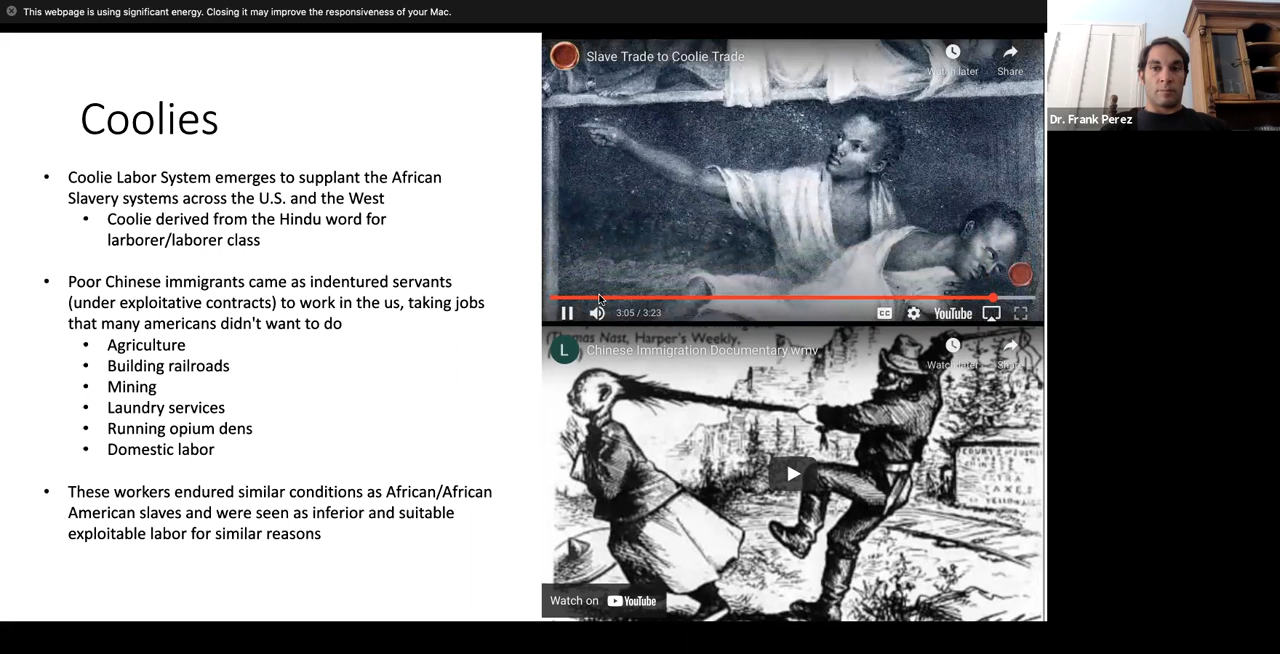 This webpage is using significant energy. Closing it may improve the responsiveness of your Mac.
Coolies
• Coolie Labor System emerges to supplant the African
Slavery systems across the U.S. and the West
• Coolie derived from the Hindu word for
larborer/laborer class
• Poor Chinese immigrants came as indentured servants
(under exploitative contracts) to work in the us, taking jobs
that many americans didn't want to do
• Agriculture
• Building railroads
• Mining
• Laundry services
• Running opium dens
• Domestic labor
• These workers endured similar conditions as African/African
American slaves and were seen as inferior and suitable
exploitable labor for similar reasons
Slave Trade to Coolie Trade
Watch later
Share
3:05 / 3:23
CC
YouTube
Thomas Nast, Harper's Weekly,
L
Chinese Immigration Documentary.wmv
Watch later
Share
EXTRA
TAXES
Watch on YouTube
Dr. Frank Perez